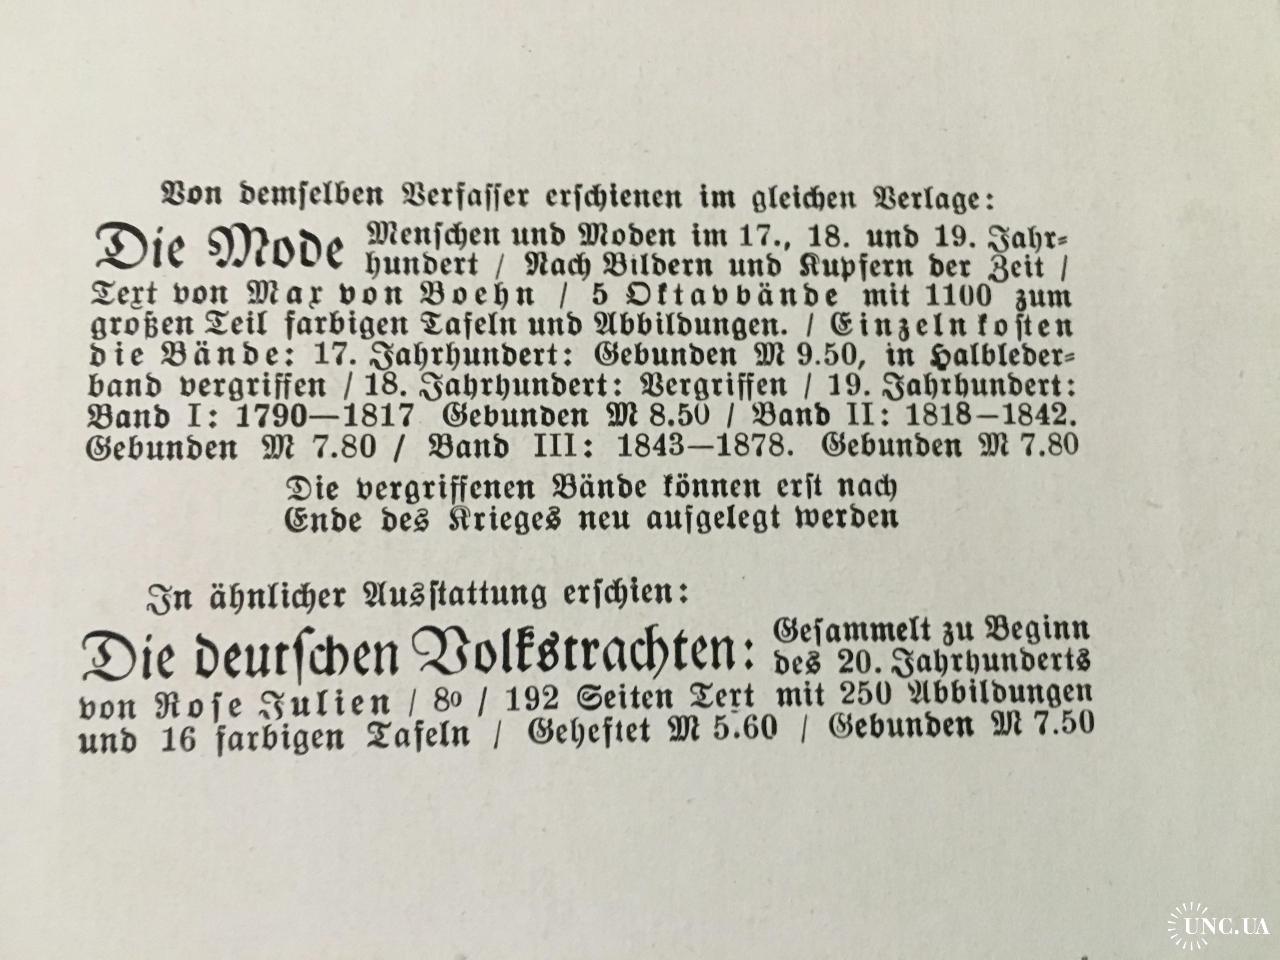 Von demselben Verfasser erschienen im gleichen Verlage:
Die Mode Menschen und Moden im 17., 18. und 19. Jahr-
hundert / Nach Bildern und Kupfern der Zeit /
Text von Max von Boehn / 5 Oktavbände mit 1100 zum
großen Teil farbigen Tafeln und Abbildungen. / Einzeln kosten
die Bände: 17. Jahrhundert: Gebunden M 9.50, in Halbleder-
band vergriffen / 18. Jahrhundert: Vergriffen / 19. Jahrhundert:
Band I: 1790—1817 Gebunden M 8.50 / Band II: 1818—1842.
Gebunden M 7.80 / Band III: 1843—1878. Gebunden M 7.80
Die vergriffenen Bände können erst nach
Ende des Krieges neu aufgelegt werden
In ähnlicher Ausstattung erschien:
Die deutschen Volkstrachten: Gesammelt zu Beginn
des 20. Jahrhunderts
von Rose Julien / 8o / 192 Seiten Text mit 250 Abbildungen
und 16 farbigen Tafeln / Geheftet M 5.60 / Gebunden M 7.50
UNC.UA